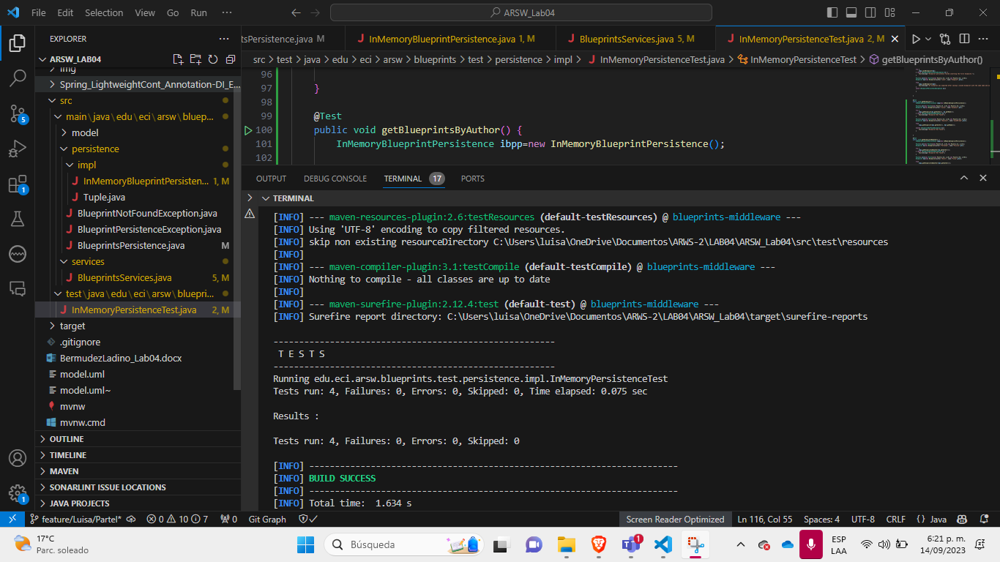 File Edit Selection View Go Run ···
ARSW_Lab04
EXPLORER
ARSW_LAB04
img
Spring_LightweightCont_Annotation-DI_E...
src
main\java\edu\eci\arsw\bluep...
model
persistence
impl
InMemoryBlueprintPersisten... 1, M
Tuple.java
BlueprintNotFoundException.java
BlueprintPersistenceException.java
BlueprintsPersistence.java M
services
BlueprintsServices.java 5, M
test\java\edu\eci\arsw\bluepri...
InMemoryPersistenceTest.java 2, M
target
.gitignore
BermudezLadino_Lab04.docx
model.uml
model.uml~
mvnw
mvnw.cmd
OUTLINE
TIMELINE
MAVEN
SONARLINT ISSUE LOCATIONS
JAVA PROJECTS
5
1
1
tsPersistence.java M
InMemoryBlueprintPersistence.java 1, M
BlueprintsServices.java 5, M
InMemoryPersistenceTest.java 2, M
src > test > java > edu > eci > arsw > blueprints > test > persistence > impl > InMemoryPersistenceTest.java > InMemoryPersistenceTest > getBlueprintsByAuthor()
96
97 }
98
99 @Test
100 public void getBlueprintsByAuthor() {
101 InMemoryBlueprintPersistence ibpp=new InMemoryBlueprintPersistence();
102
OUTPUT DEBUG CONSOLE TERMINAL 17 PORTS
TERMINAL
[INFO] --- maven-resources-plugin:2.6:testResources (default-testResources) @ blueprints-middleware ---
[INFO] Using 'UTF-8' encoding to copy filtered resources.
[INFO] skip non existing resourceDirectory C:\Users\luisa\OneDrive\Documentos\ARWS-2\LAB04\ARSW_Lab04\src\test\resources
[INFO]
[INFO] --- maven-compiler-plugin:3.1:testCompile (default-testCompile) @ blueprints-middleware ---
[INFO] Nothing to compile - all classes are up to date
[INFO]
[INFO] --- maven-surefire-plugin:2.12.4:test (default-test) @ blueprints-middleware ---
[INFO] Surefire report directory: C:\Users\luisa\OneDrive\Documentos\ARWS-2\LAB04\ARSW_Lab04\target\surefire-reports
-------------------------------------------------------
T E S T S
-------------------------------------------------------
Running edu.eci.arsw.blueprints.test.persistence.impl.InMemoryPersistenceTest
Tests run: 4, Failures: 0, Errors: 0, Skipped: 0, Time elapsed: 0.075 sec
Results :
Tests run: 4, Failures: 0, Errors: 0, Skipped: 0
[INFO] ------------------------------------------------------------------------
[INFO] BUILD SUCCESS
[INFO] ------------------------------------------------------------------------
[INFO] Total time:  1.634 s
feature/Luisa/Partel* 0 10 7 0 Git Graph Screen Reader Optimized Ln 116, Col 55 Spaces: 4 UTF-8 CRLF {} Java
17°C
Parc. soleado
Búsqueda
1
ESP
LAA
6:21 p. m.
14/09/2023